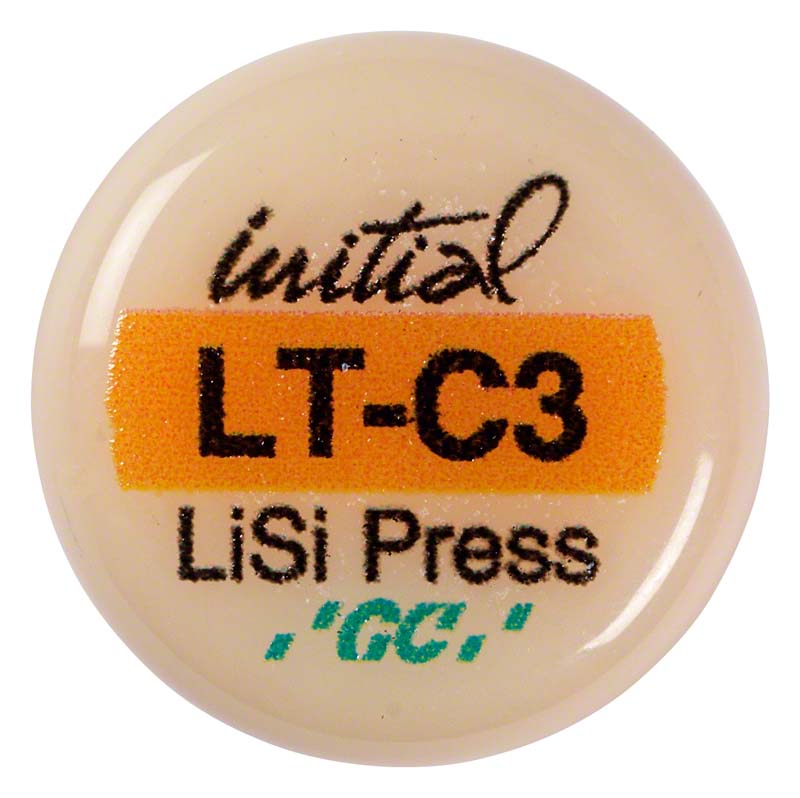 initial
LT-C3
LiSi Press
GC